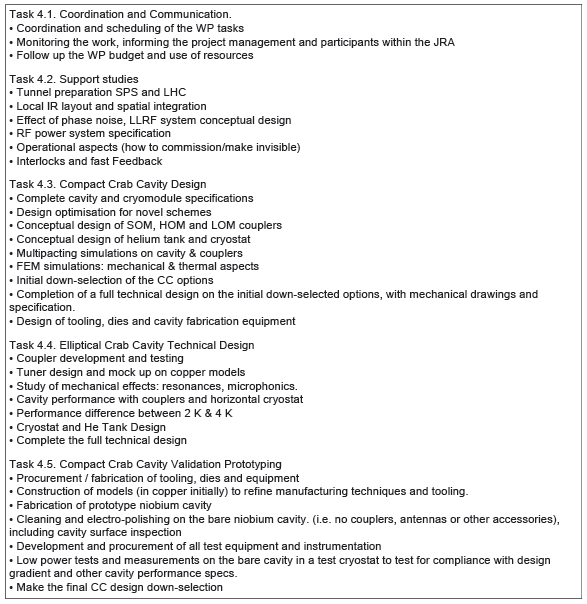 Task 4.1. Coordination and Communication.
• Coordination and scheduling of the WP tasks
• Monitoring the work, informing the project management and participants within the JRA
• Follow up the WP budget and use of resources
Task 4.2. Support studies
• Tunnel preparation SPS and LHC
• Local IR layout and spatial integration
• Effect of phase noise, LLRF system conceptual design
• RF power system specification
• Operational aspects (how to commission/make invisible)
• Interlocks and fast Feedback
Task 4.3. Compact Crab Cavity Design
• Complete cavity and cryomodule specifications
• Design optimisation for novel schemes
• Conceptual design of SOM, HOM and LOM couplers
• Conceptual design of helium tank and cryostat
• Multipacting simulations on cavity & couplers
• FEM simulations: mechanical & thermal aspects
• Initial down-selection of the CC options
• Completion of a full technical design on the initial down-selected options, with mechanical drawings and
specification.
• Design of tooling, dies and cavity fabrication equipment
Task 4.4. Elliptical Crab Cavity Technical Design
• Coupler development and testing
• Tuner design and mock up on copper models
• Study of mechanical effects: resonances, microphonics.
• Cavity performance with couplers and horizontal cryostat
• Performance difference between 2 K & 4 K
• Cryostat and He Tank Design
• Complete the full technical design
Task 4.5. Compact Crab Cavity Validation Prototyping
• Procurement / fabrication of tooling, dies and equipment
• Construction of models (in copper initially) to refine manufacturing techniques and tooling.
• Fabrication of prototype niobium cavity
• Cleaning and electro-polishing on the bare niobium cavity. (i.e. no couplers, antennas or other accessories),
including cavity surface inspection
• Development and procurement of all test equipment and instrumentation
• Low power tests and measurements on the bare cavity in a test cryostat to test for compliance with design
gradient and other cavity performance specs.
• Make the final CC design down-selection